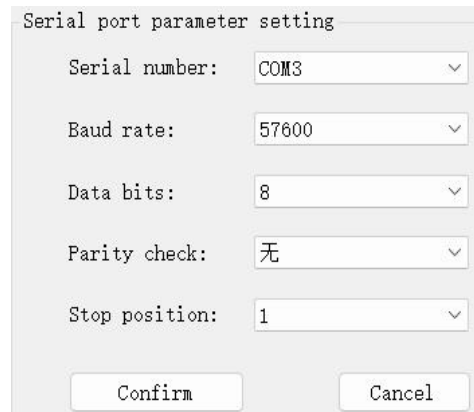 Serial port parameter setting
Serial number: COM3
Baud rate: 57600
Data bits: 8
Parity check: 无
Stop position: 1
Confirm Cancel